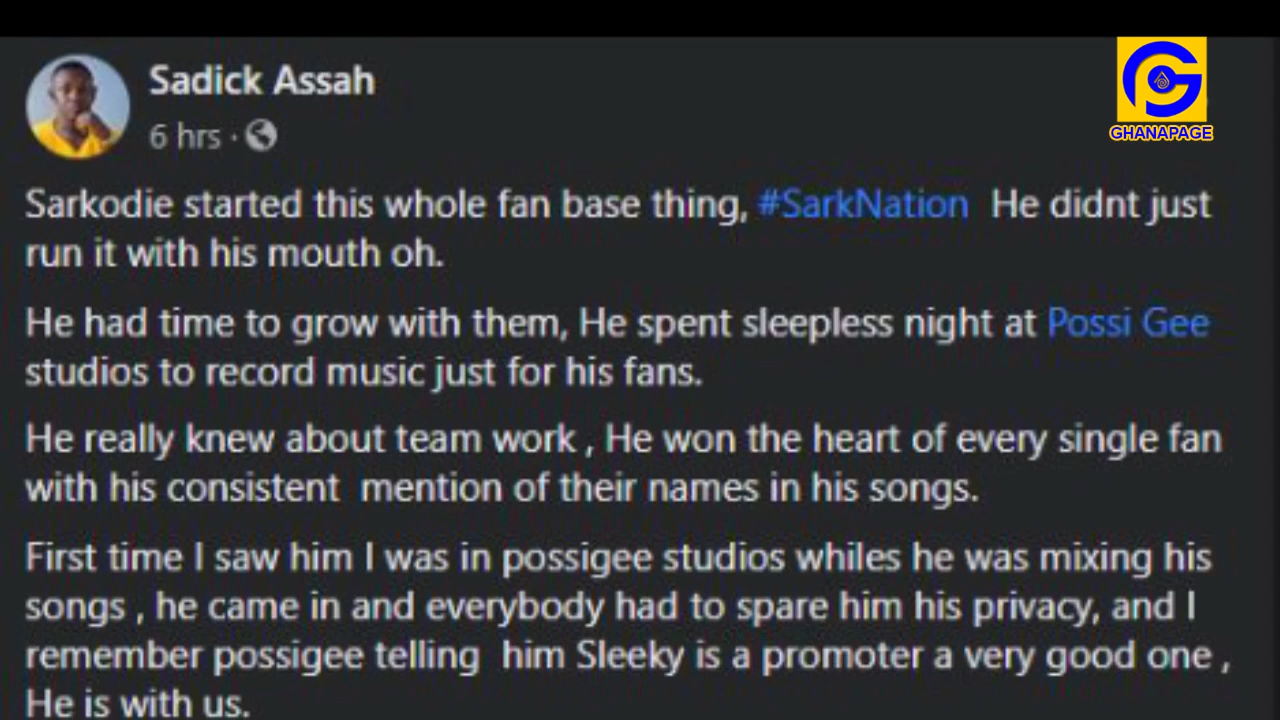 Sadick Assah
GHANAPAGE
6 hrs ·
Sarkodie started this whole fan base thing, #SarkNation He didnt just
run it with his mouth oh.
He had time to grow with them, He spent sleepless night at Possi Gee
studios to record music just for his fans.
He really knew about team work , He won the heart of every single fan
with his consistent mention of their names in his songs.
First time I saw him I was in possigee studios whiles he was mixing his
songs , he came in and everybody had to spare him his privacy, and I
remember possigee telling him Sleeky is a promoter a very good one ,
He is with us.